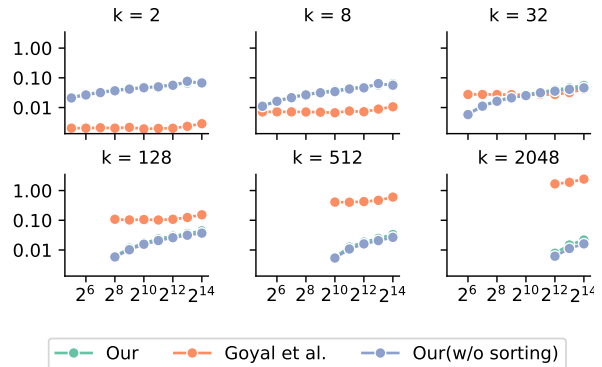 k = 2 k = 8 k = 32
1.00
0.10
0.01
k = 128 k = 512 k = 2048
1.00
0.10
0.01
2^6 2^8 2^10 2^12 2^14 2^6 2^8 2^10 2^12 2^14 2^6 2^8 2^10 2^12 2^14
Our Goyal et al. Our(w/o sorting)